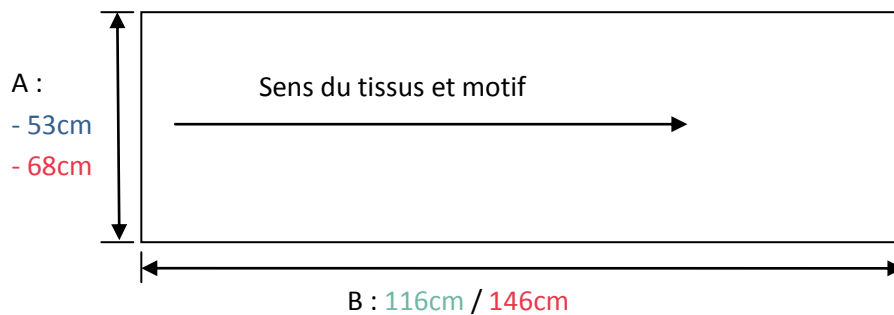 A :
- 53cm
- 68cm
Sens du tissus et motif
B : 116cm / 146cm